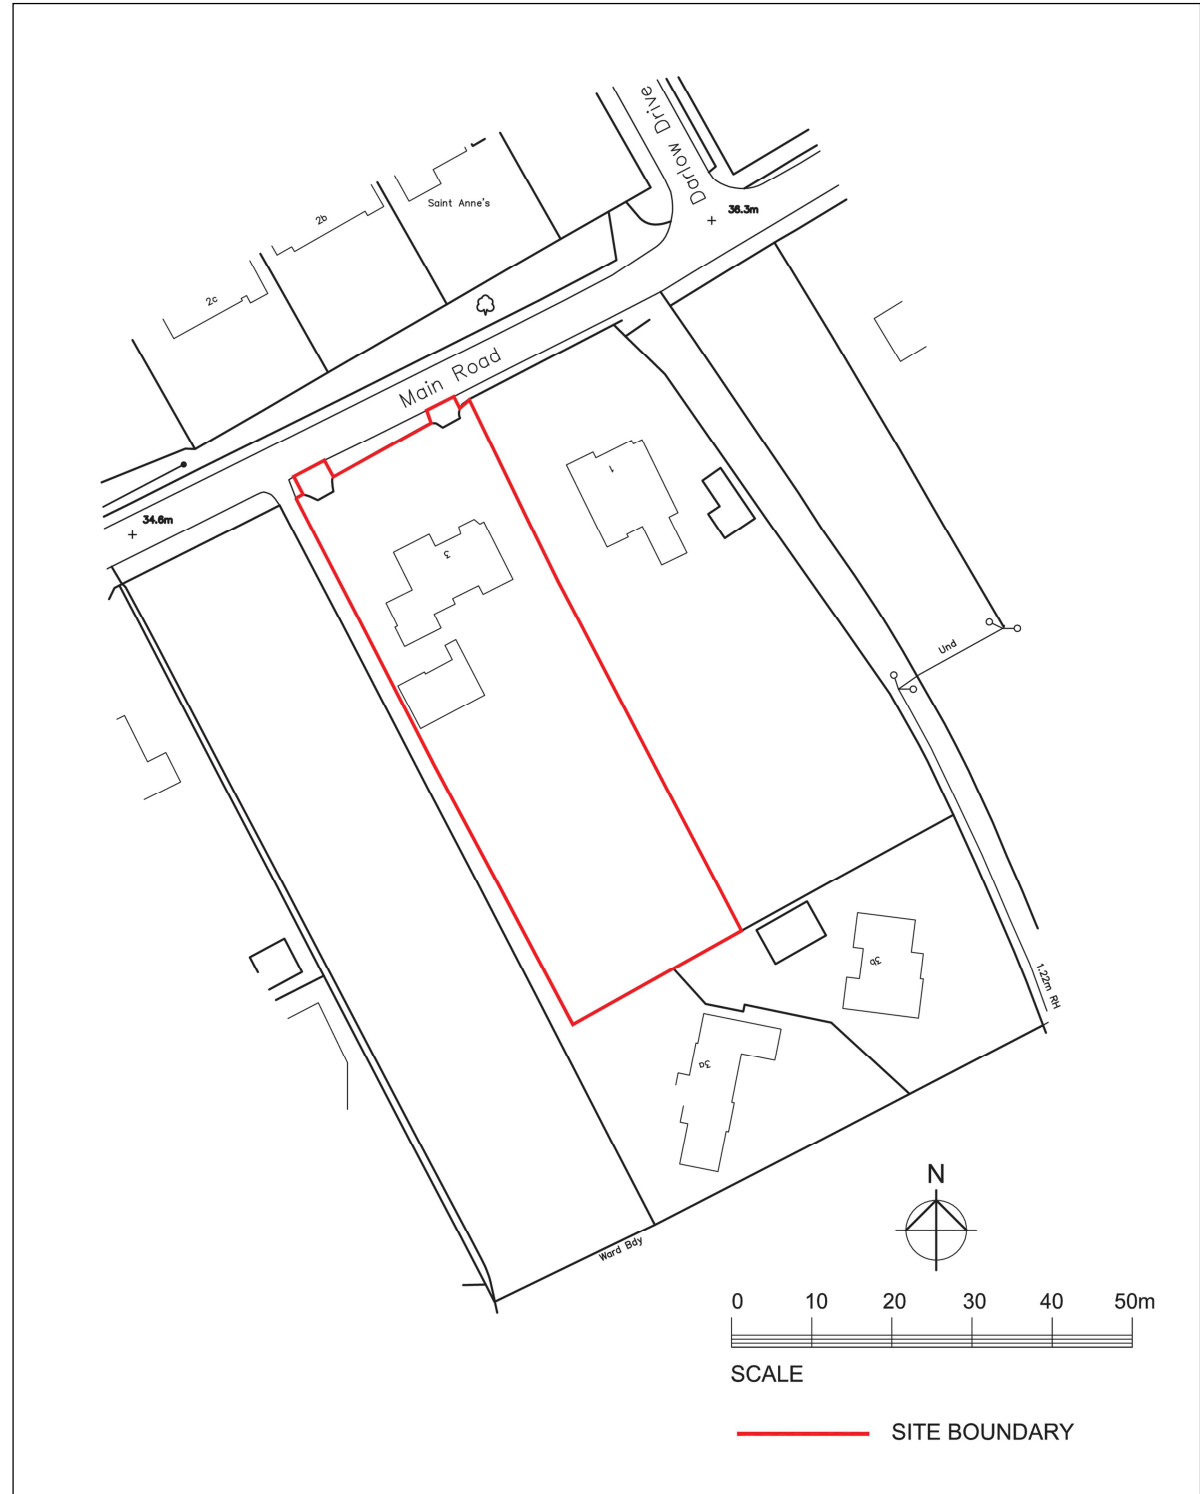 Darlow Drive
36.3m
Saint Anne's
2b
2c
Main Road
34.6m
1
3
Und
3b
1.22m RH
3a
Ward Bdy
N
0 10 20 30 40 50m
SCALE
SITE BOUNDARY